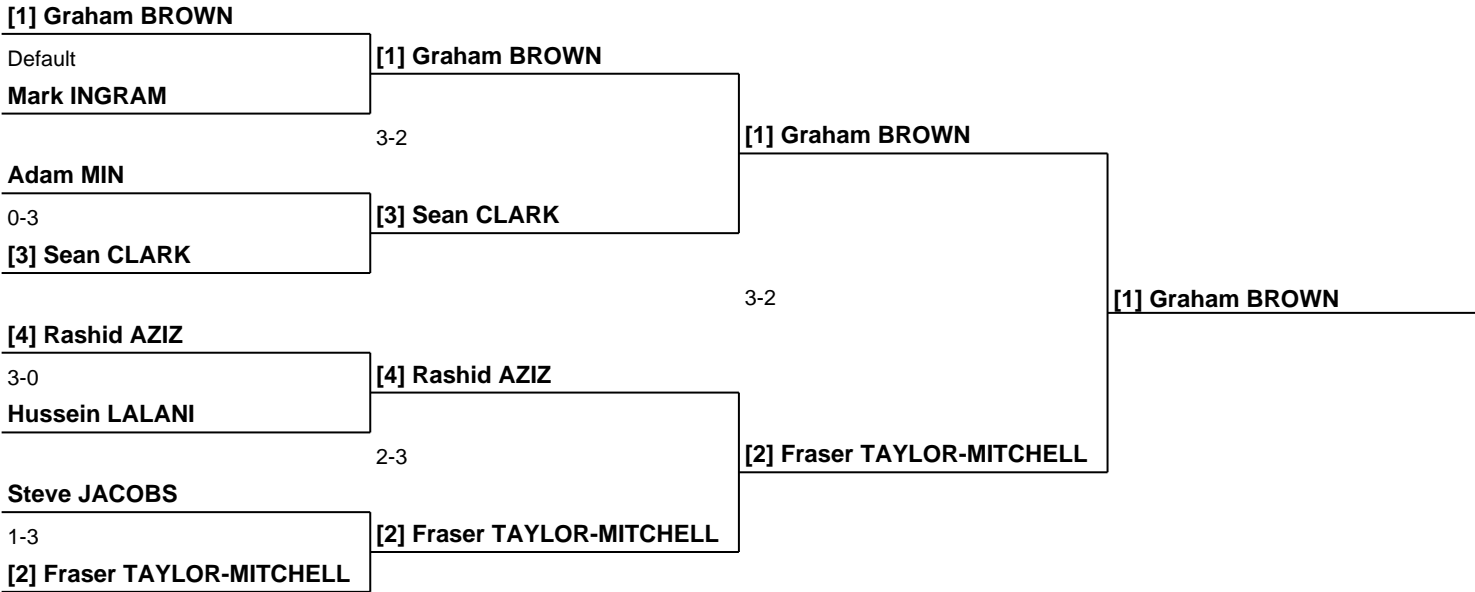 [1] Graham BROWN
Default
Mark INGRAM
Adam MIN
0-3
[3] Sean CLARK
[4] Rashid AZIZ
3-0
Hussein LALANI
Steve JACOBS
1-3
[2] Fraser TAYLOR-MITCHELL
[1] Graham BROWN
3-2
[3] Sean CLARK
[4] Rashid AZIZ
2-3
[2] Fraser TAYLOR-MITCHELL
[1] Graham BROWN
3-2
[2] Fraser TAYLOR-MITCHELL
[1] Graham BROWN